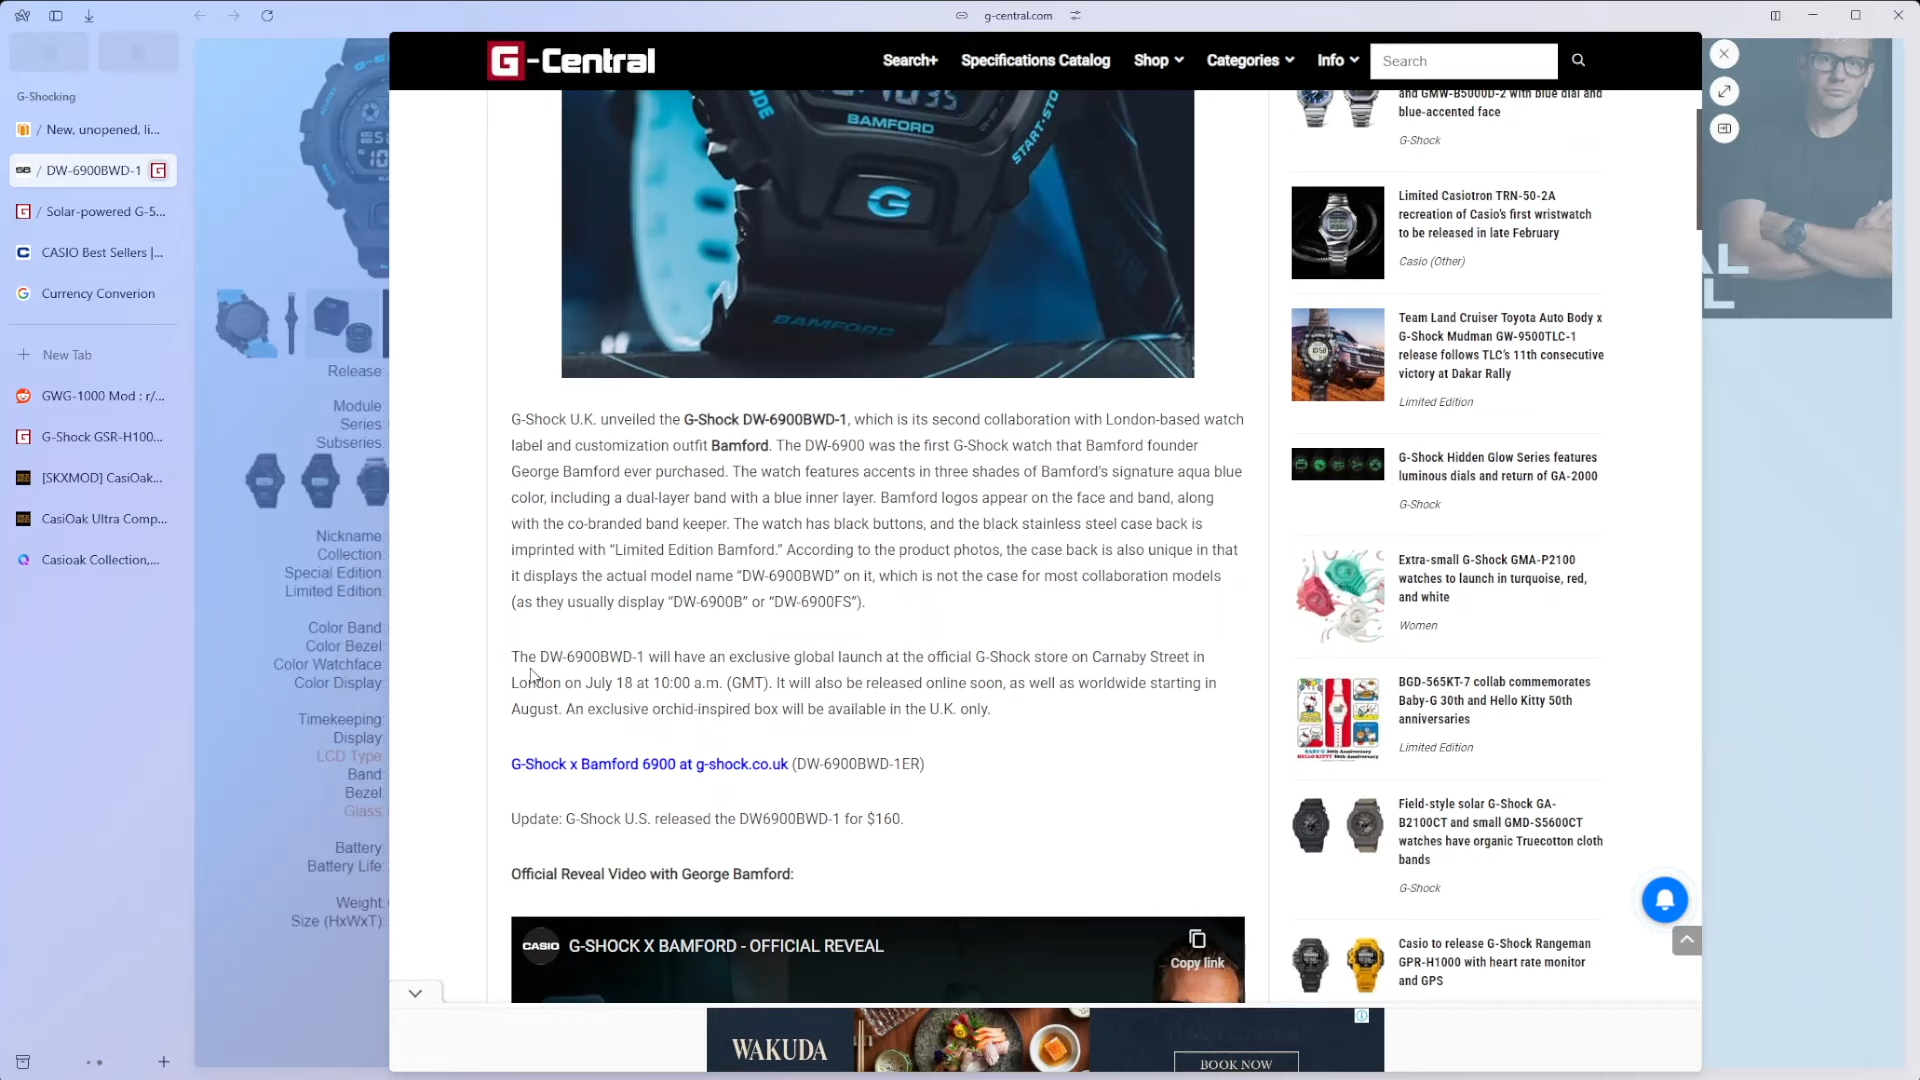 g-central.com
G-Shocking
/ New, unopened, li...
/ DW-6900BWD-1
/ Solar-powered G-5...
CASIO Best Sellers |...
Currency Converion
New Tab
GWG-1000 Mod : r/...
G-Shock GSR-H100...
[SKXMOD] CasiOak...
CasiOak Ultra Comp...
Casioak Collection,...
Release:
Module:
Series:
Subseries.
Nickname:
Collection:
Special Edition:
Limited Edition:
Color Band:
Color Bezel:
Color Watchface:
Color Display:
Timekeeping:
Display:
LCD Type:
Band:
Bezel:
Glass:
Battery:
Battery Life:
Weight:
Size (HxWxT):
G-Central
Search+
Specifications Catalog
Shop
Categories
Info
Search
BAMFORD
START·STO
G
BAMFORD
G-Shock U.K. unveiled the G-Shock DW-6900BWD-1, which is its second collaboration with London-based watch
label and customization outfit Bamford. The DW-6900 was the first G-Shock watch that Bamford founder
George Bamford ever purchased. The watch features accents in three shades of Bamford's signature aqua blue
color, including a dual-layer band with a blue inner layer. Bamford logos appear on the face and band, along
with the co-branded band keeper. The watch has black buttons, and the black stainless steel case back is
imprinted with “Limited Edition Bamford.” According to the product photos, the case back is also unique in that
it displays the actual model name “DW-6900BWD” on it, which is not the case for most collaboration models
(as they usually display “DW-6900B” or “DW-6900FS”).
The DW-6900BWD-1 will have an exclusive global launch at the official G-Shock store on Carnaby Street in
London on July 18 at 10:00 a.m. (GMT). It will also be released online soon, as well as worldwide starting in
August. An exclusive orchid-inspired box will be available in the U.K. only.
G-Shock x Bamford 6900 at g-shock.co.uk (DW-6900BWD-1ER)
Update: G-Shock U.S. released the DW6900BWD-1 for $160.
Official Reveal Video with George Bamford:
CASIO
G-SHOCK X BAMFORD - OFFICIAL REVEAL
Copy link
and GMW-B5000D-2 with blue dial and
blue-accented face
G-Shock
Limited Casiotron TRN-50-2A
recreation of Casio's first wristwatch
to be released in late February
Casio (Other)
Team Land Cruiser Toyota Auto Body x
G-Shock Mudman GW-9500TLC-1
release follows TLC's 11th consecutive
victory at Dakar Rally
Limited Edition
G-Shock Hidden Glow Series features
luminous dials and return of GA-2000
G-Shock
Extra-small G-Shock GMA-P2100
watches to launch in turquoise, red,
and white
Women
BGD-565KT-7 collab commemorates
Baby-G 30th and Hello Kitty 50th
anniversaries
Limited Edition
Field-style solar G-Shock GA-
B2100CT and small GMD-S5600CT
watches have organic Truecotton cloth
bands
G-Shock
Casio to release G-Shock Rangeman
GPR-H1000 with heart rate monitor
and GPS
WAKUDA
BOOK NOW